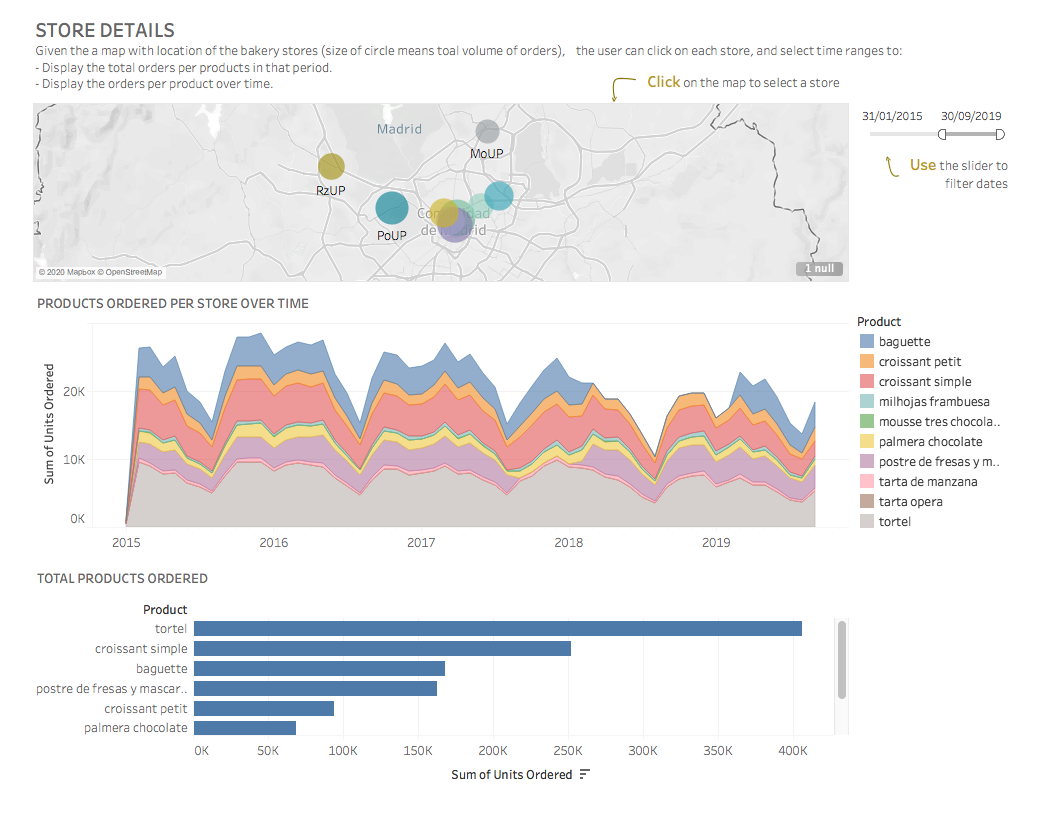 STORE DETAILS
Given the a map with location of the bakery stores (size of circle means toal volume of orders),   the user can click on each store, and select time ranges to:
- Display the total orders per products in that period.
- Display the orders per product over time.
Click on the map to select a store
31/01/2015 30/09/2019
Use the slider to
filter dates
Madrid
MoUP
RzUP
PoUP
Comunidad
de Madrid
© 2020 Mapbox © OpenStreetMap
1 null
PRODUCTS ORDERED PER STORE OVER TIME
Sum of Units Ordered
20K
10K
0K
2015 2016 2017 2018 2019
Product
baguette
croissant petit
croissant simple
milhojas frambuesa
mousse tres chocola..
palmera chocolate
postre de fresas y m..
tarta de manzana
tarta opera
tortel
TOTAL PRODUCTS ORDERED
Product
tortel
croissant simple
baguette
postre de fresas y mascar..
croissant petit
palmera chocolate
0K 50K 100K 150K 200K 250K 300K 350K 400K
Sum of Units Ordered